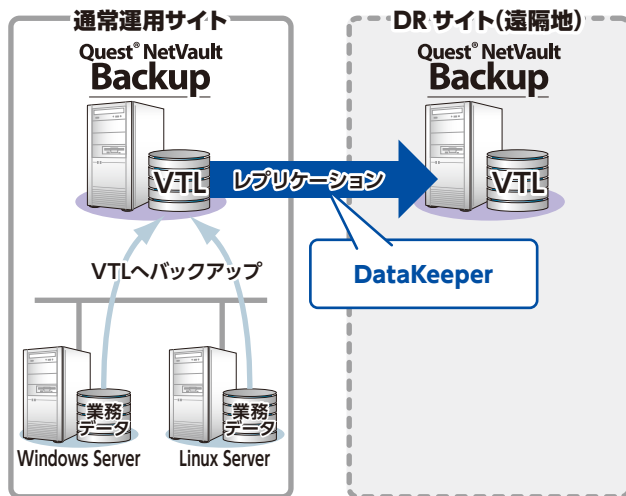 通常運用サイト
Quest® NetVault
Backup
VTL
VTLへバックアップ
業務
データ
Windows Server
業務
データ
Linux Server
レプリケーション
DataKeeper
DRサイト(遠隔地)
Quest® NetVault
Backup
VTL